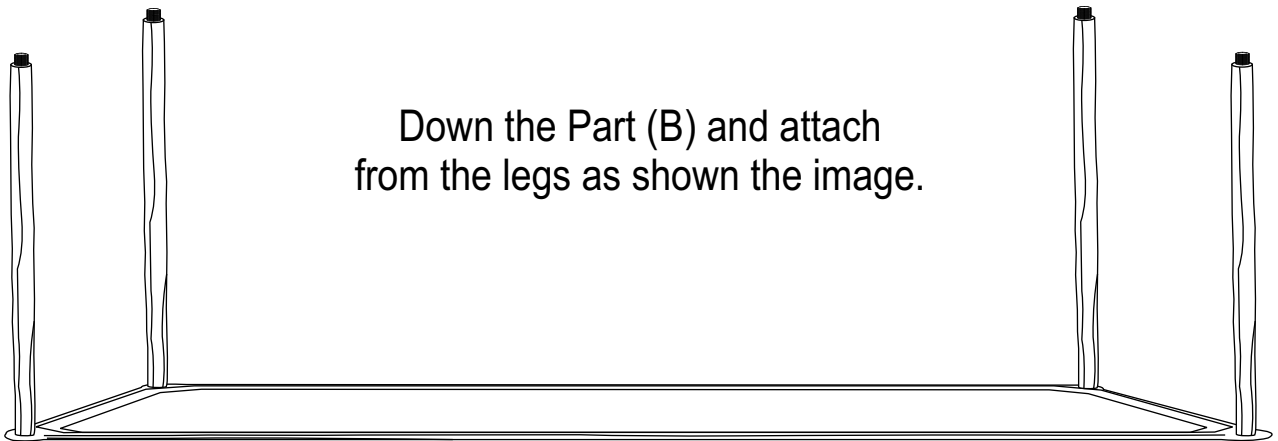 Down the Part (B) and attach
from the legs as shown the image.